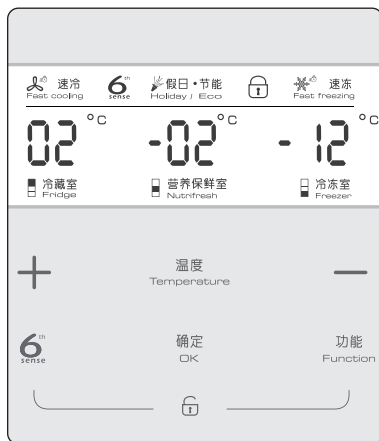 速冷 6th sense 假日·节能 速冻
Fast cooling Holiday / Eco Fast freezing
02°C -02°C -12°C
冷藏室 营养保鲜室 冷冻室
Fridge Nutrifresh Freezer
+ 温度 −
Temperature
6th sense 确定 功能
OK Function